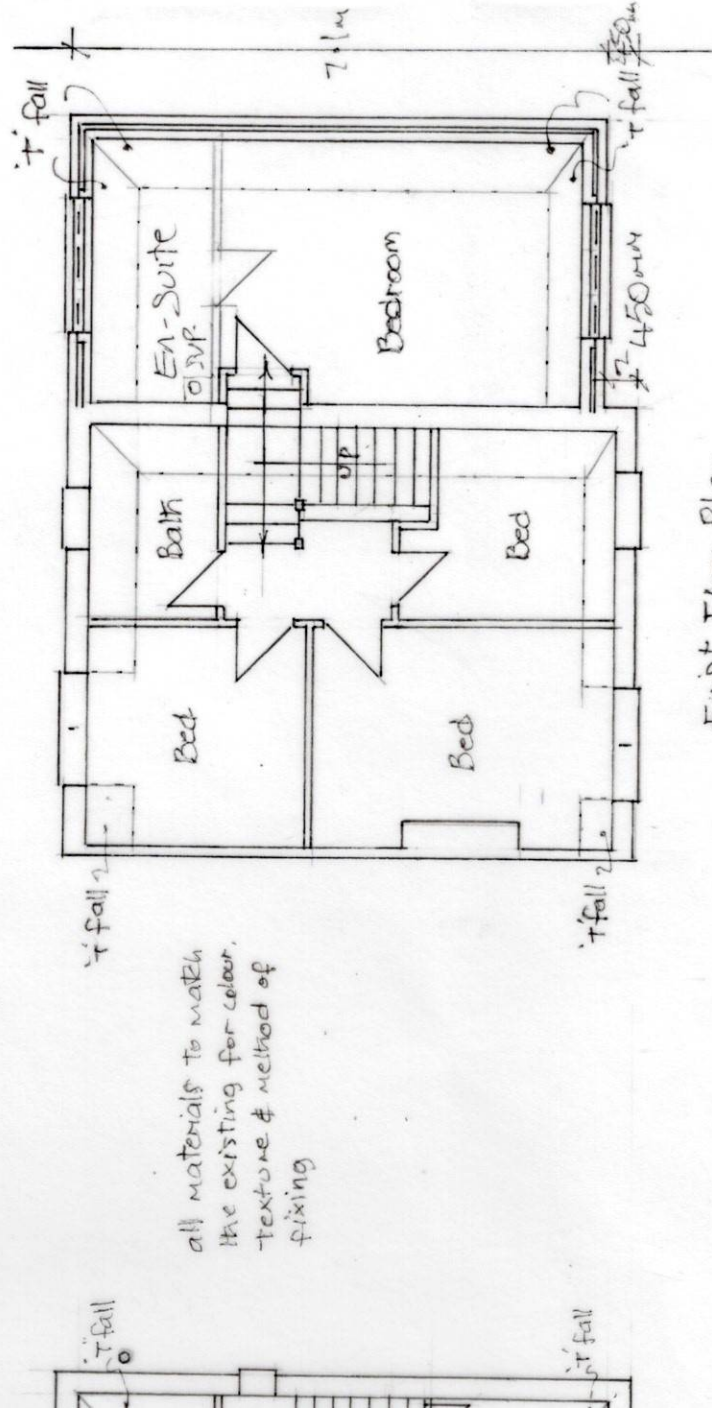 7.1m
450mm
'T' fall
'T' fall
En-Suite
Bedroom
450mm
UP
Bath
Bed
Bed
Bed
First Floor Plan
'T' fall
'T' fall
all materials to match
the existing for colour,
texture & method of
fixing
'T' fall
'T' fall